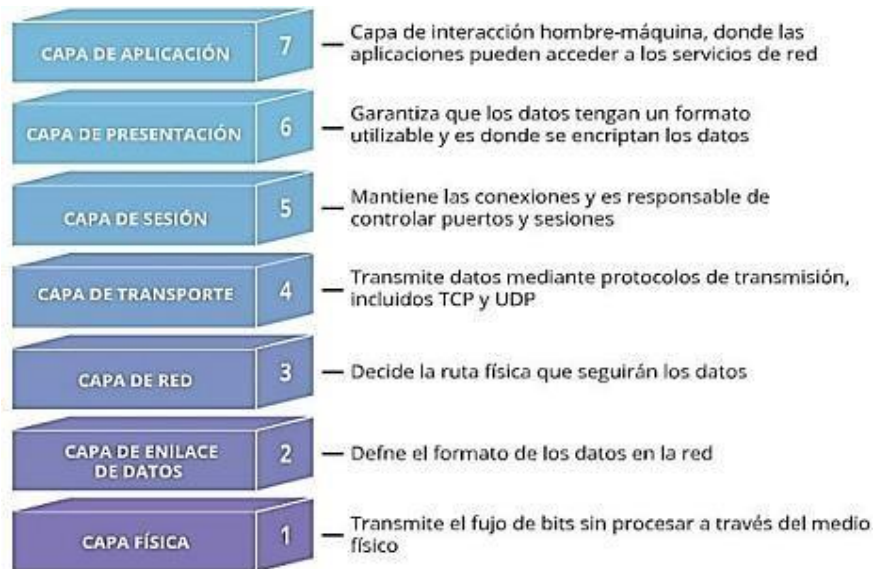 CAPA DE APLICACIÓN 7
Capa de interacción hombre-máquina, donde las
aplicaciones pueden acceder a los servicios de red
CAPA DE PRESENTACIÓN 6
Garantiza que los datos tengan un formato
utilizable y es donde se encriptan los datos
CAPA DE SESIÓN 5
Mantiene las conexiones y es responsable de
controlar puertos y sesiones
CAPA DE TRANSPORTE 4
Transmite datos mediante protocolos de transmisión,
incluidos TCP y UDP
CAPA DE RED 3
Decide la ruta física que seguirán los datos
CAPA DE ENILACE
DE DATOS 2
Defne el formato de los datos en la red
CAPA FÍSICA 1
Transmite el fujo de bits sin procesar a través del medio
físico